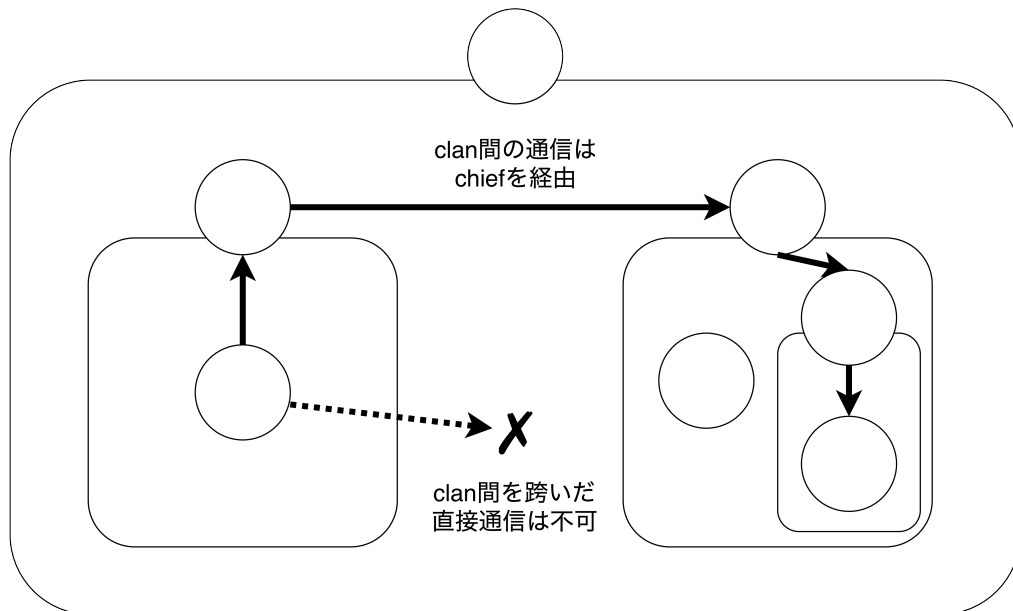 clan間の通信は
chiefを経由
✗
clan間を跨いだ
直接通信は不可